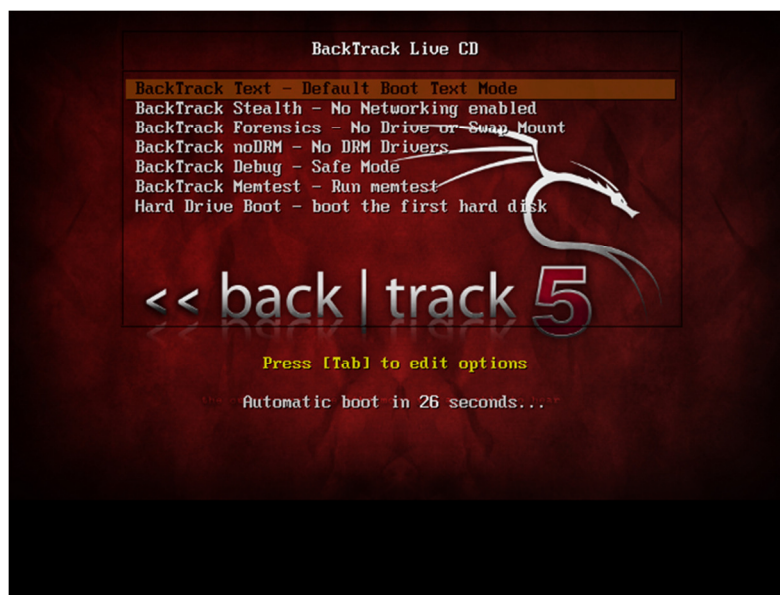 BackTrack Live CD
BackTrack Text - Default Boot Text Mode
BackTrack Stealth - No Networking enabled
BackTrack Forensics - No Drive or Swap Mount
BackTrack noDRM - No DRM Drivers
BackTrack Debug - Safe Mode
BackTrack Memtest - Run memtest
Hard Drive Boot - boot the first hard disk
<< back | track 5
Press [Tab] to edit options
Automatic boot in 26 seconds...